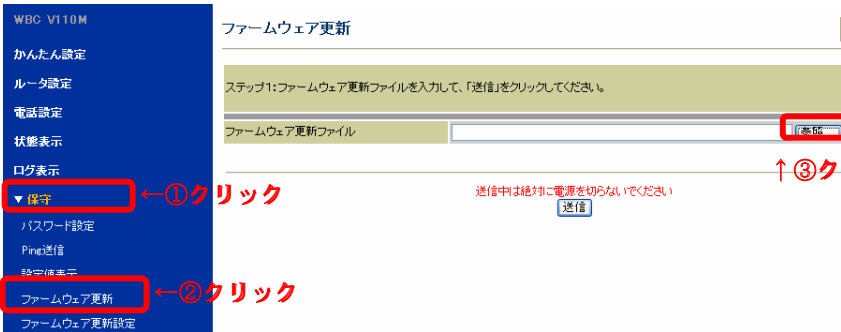 WBC V110M
かんたん設定
ルータ設定
電話設定
状態表示
ログ表示
▼保守
パスワード設定
Ping送信
設定値表示
ファームウェア更新
ファームウェア更新設定
←①クリック
←②クリック
ファームウェア更新
ステップ1:ファームウェア更新ファイルを入力して、「送信」をクリックしてください。
ファームウェア更新ファイル
参照...
↑③ク
送信中は絶対に電源を切らないでください
送信